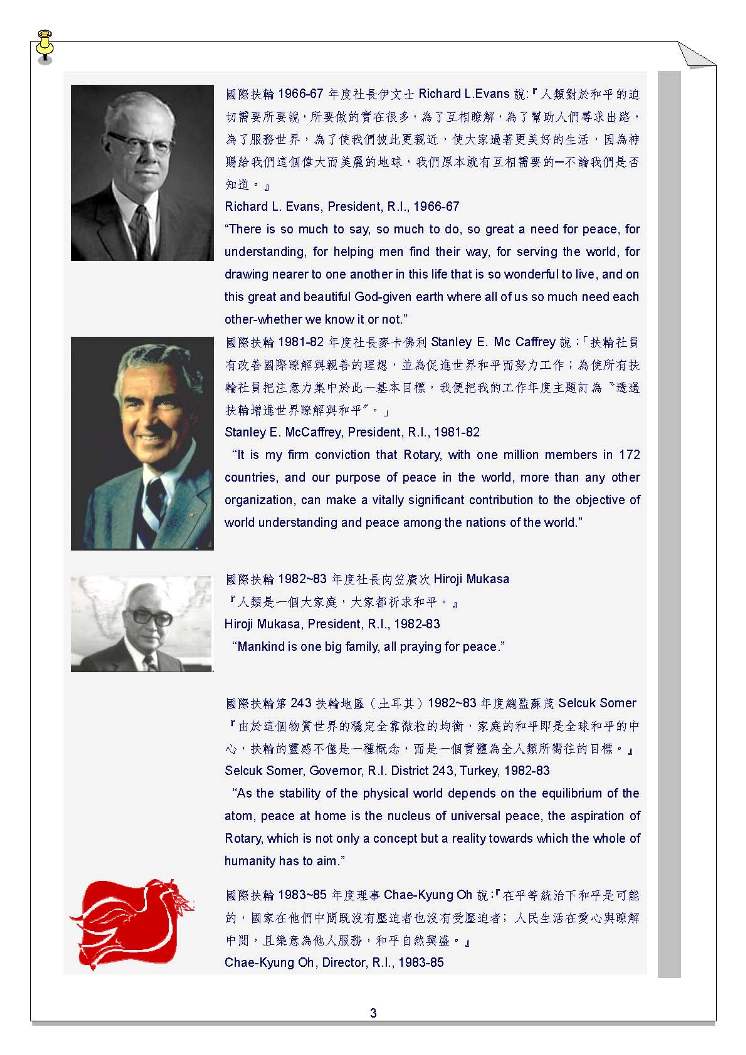 國際扶輪 1966-67 年度社長伊文士 Richard L.Evans 說:『人類對於和平的迫
切需要所要說，所要做的實在很多，為了互相瞭解，為了幫助人們尋求出路，
為了服務世界，為了使我們彼此更親近，使大家過著更美好的生活，因為神
賜給我們這個偉大而美麗的地球，我們原本就有互相需要的─不論我們是否
知道。』
Richard L. Evans, President, R.I., 1966-67
“There is so much to say, so much to do, so great a need for peace, for
understanding, for helping men find their way, for serving the world, for
drawing nearer to one another in this life that is so wonderful to live, and on
this great and beautiful God-given earth where all of us so much need each
other-whether we know it or not.”
國際扶輪 1981-82 年度社長麥卡佛利 Stanley E. Mc Caffrey 說；「扶輪社員
有改善國際瞭解與親善的理想，並為促進世界和平而努力工作；為使所有扶
輪社員把注意力集中於此一基本目標，我便把我的工作年度主題訂為〝透過
扶輪增進世界瞭解與和平〞。」
Stanley E. McCaffrey, President, R.I., 1981-82
“It is my firm conviction that Rotary, with one million members in 172
countries, and our purpose of peace in the world, more than any other
organization, can make a vitally significant contribution to the objective of
world understanding and peace among the nations of the world.”
國際扶輪 1982~83 年度社長向笠廣次 Hiroji Mukasa
『人類是一個大家庭，大家都祈求和平。』
Hiroji Mukasa, President, R.I., 1982-83
“Mankind is one big family, all praying for peace.”
國際扶輪第 243 扶輪地區（土耳其）1982~83 年度總監蘇茂 Selcuk Somer
『由於這個物質世界的穩定全靠微粒的均衡，家庭的和平即是全球和平的中
心，扶輪的靈感不僅是一種概念，而是一個實體為全人類所嚮往的目標。』
Selcuk Somer, Governor, R.I. District 243, Turkey, 1982-83
“As the stability of the physical world depends on the equilibrium of the
atom, peace at home is the nucleus of universal peace, the aspiration of
Rotary, which is not only a concept but a reality towards which the whole of
humanity has to aim.”
國際扶輪 1983~85 年度理事 Chae-Kyung Oh 說：『在平等統治下和平是可能
的，國家在他們中間既沒有壓迫者也沒有受壓迫者；人民生活在愛心與瞭解
中間，且樂意為他人服務，和平自然興盛。』
Chae-Kyung Oh, Director, R.I., 1983-85
3